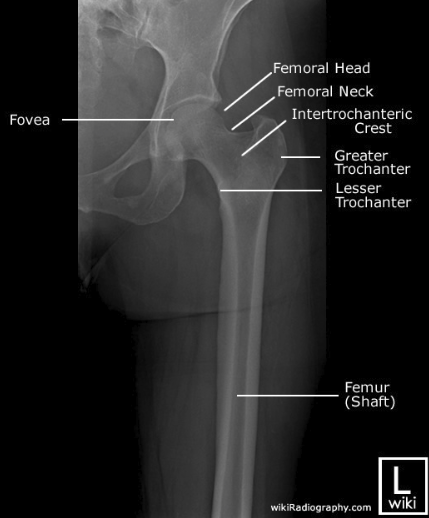 Femoral Head
Femoral Neck
Intertrochanteric
Crest
Fovea
Greater
Trochanter
Lesser
Trochanter
Femur
(Shaft)
L
wiki
wikiRadiography.com